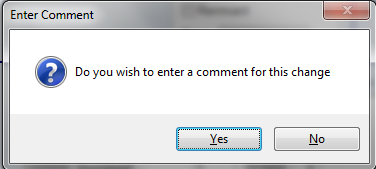 Enter Comment
Do you wish to enter a comment for this change
Yes No